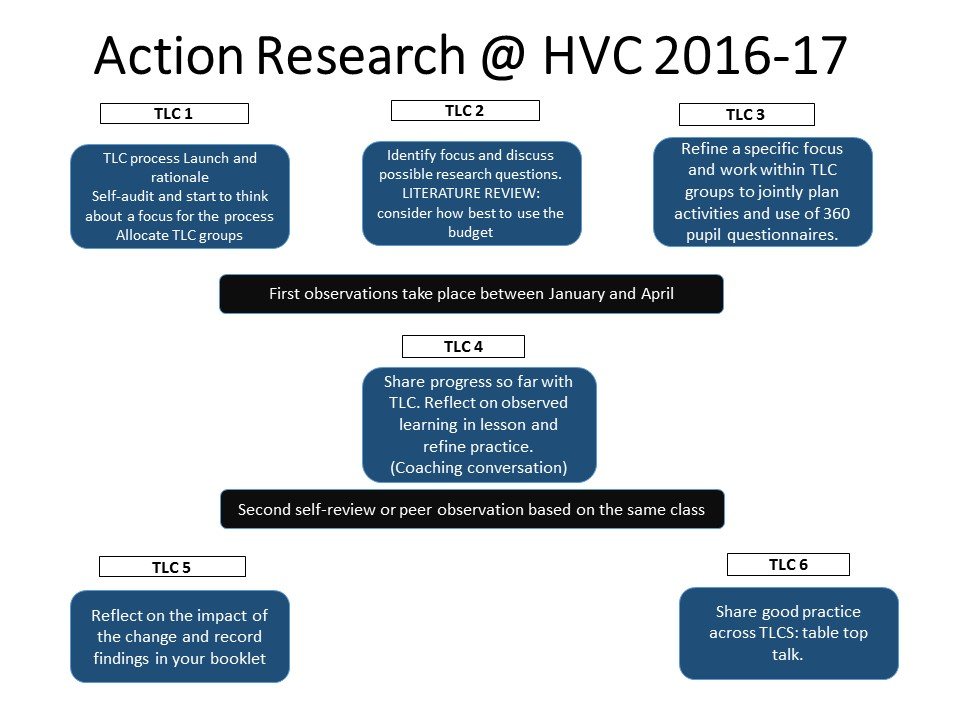 Action Research @ HVC 2016-17
TLC 1
TLC process Launch and
rationale
Self-audit and start to think
about a focus for the process
Allocate TLC groups
TLC 2
Identify focus and discuss
possible research questions.
LITERATURE REVIEW:
consider how best to use the
budget
TLC 3
Refine a specific focus
and work within TLC
groups to jointly plan
activities and use of 360
pupil questionnaires.
First observations take place between January and April
TLC 4
Share progress so far with
TLC. Reflect on observed
learning in lesson and
refine practice.
(Coaching conversation)
Second self-review or peer observation based on the same class
TLC 5
Reflect on the impact of
the change and record
findings in your booklet
TLC 6
Share good practice
across TLCS: table top
talk.